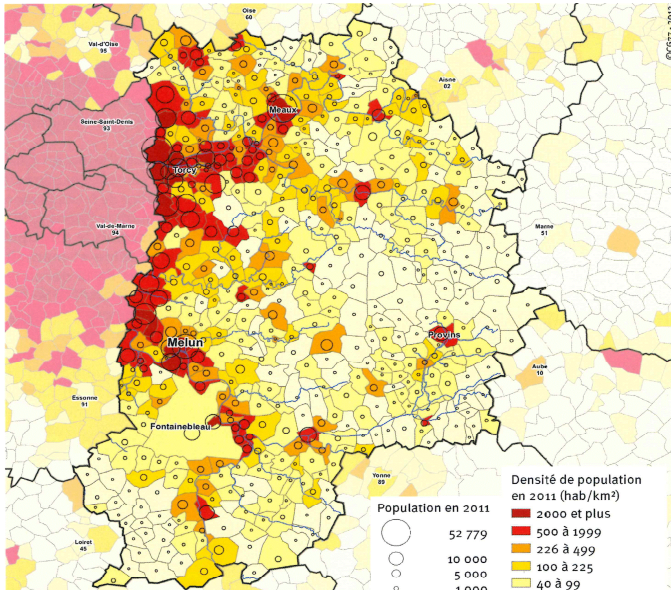 Oise
60
Val-d'Oise
95
Aisne
02
Meaux
Seine-Saint-Denis
93
Torcy
Val-de-Marne
94
Marne
51
Provins
Melun
Aube
10
Essonne
91
Fontainebleau
Yonne
89
Loiret
45
Population en 2011
52 779
10 000
5 000
1 000
Densité de population
en 2011 (hab/km²)
2000 et plus
500 à 1999
226 à 499
100 à 225
40 à 99